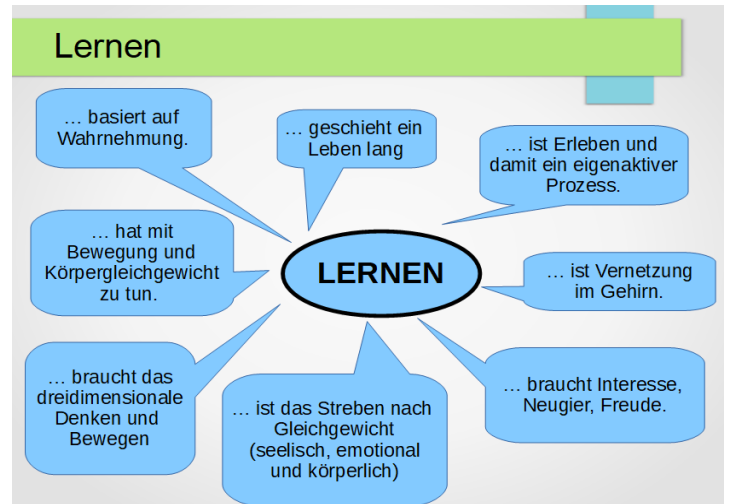 Lernen
… basiert auf
Wahrnehmung.
… geschieht ein
Leben lang
… ist Erleben und
damit ein eigenaktiver
Prozess.
… hat mit
Bewegung und
Körpergleichgewicht
zu tun.
LERNEN
… ist Vernetzung
im Gehirn.
… braucht das
dreidimensionale
Denken und
Bewegen
… ist das Streben nach
Gleichgewicht
(seelisch, emotional
und körperlich)
… braucht Interesse,
Neugier, Freude.